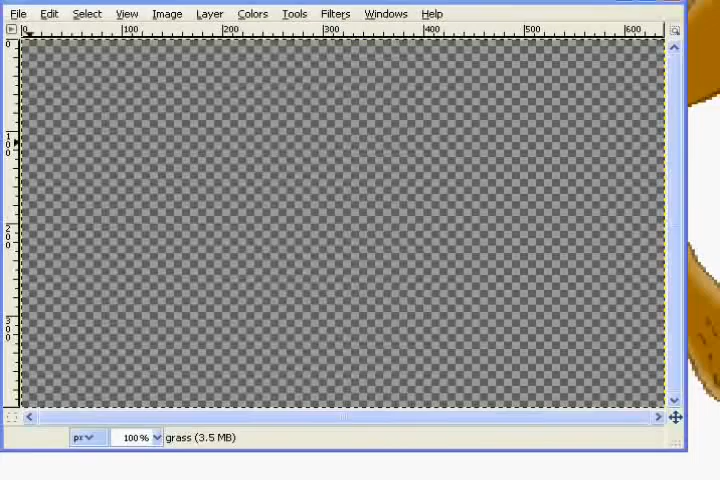 File Edit Select View Image Layer Colors Tools Filters Windows Help
0 100 200 300 400 500 600
0
100
200
300
px 100% grass (3.5 MB)